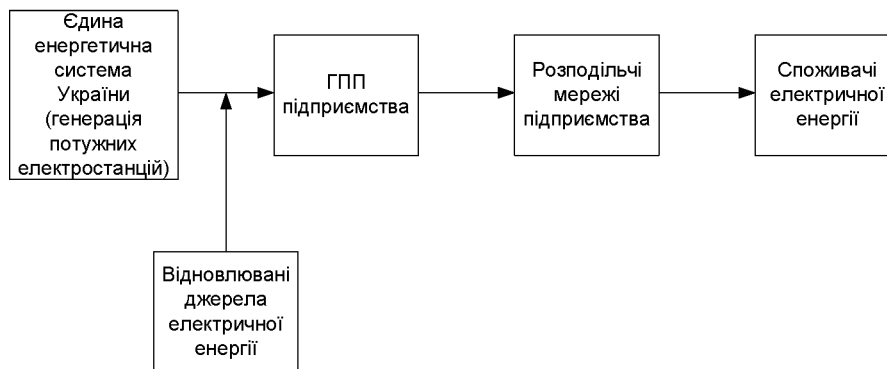 Єдина
енергетична
система
України
(генерація
потужних
електростанцій)
ГПП
підприємства
Розподільчі
мережі
підприємства
Споживачі
електричної
енергії
Відновлювані
джерела
електричної
енергії